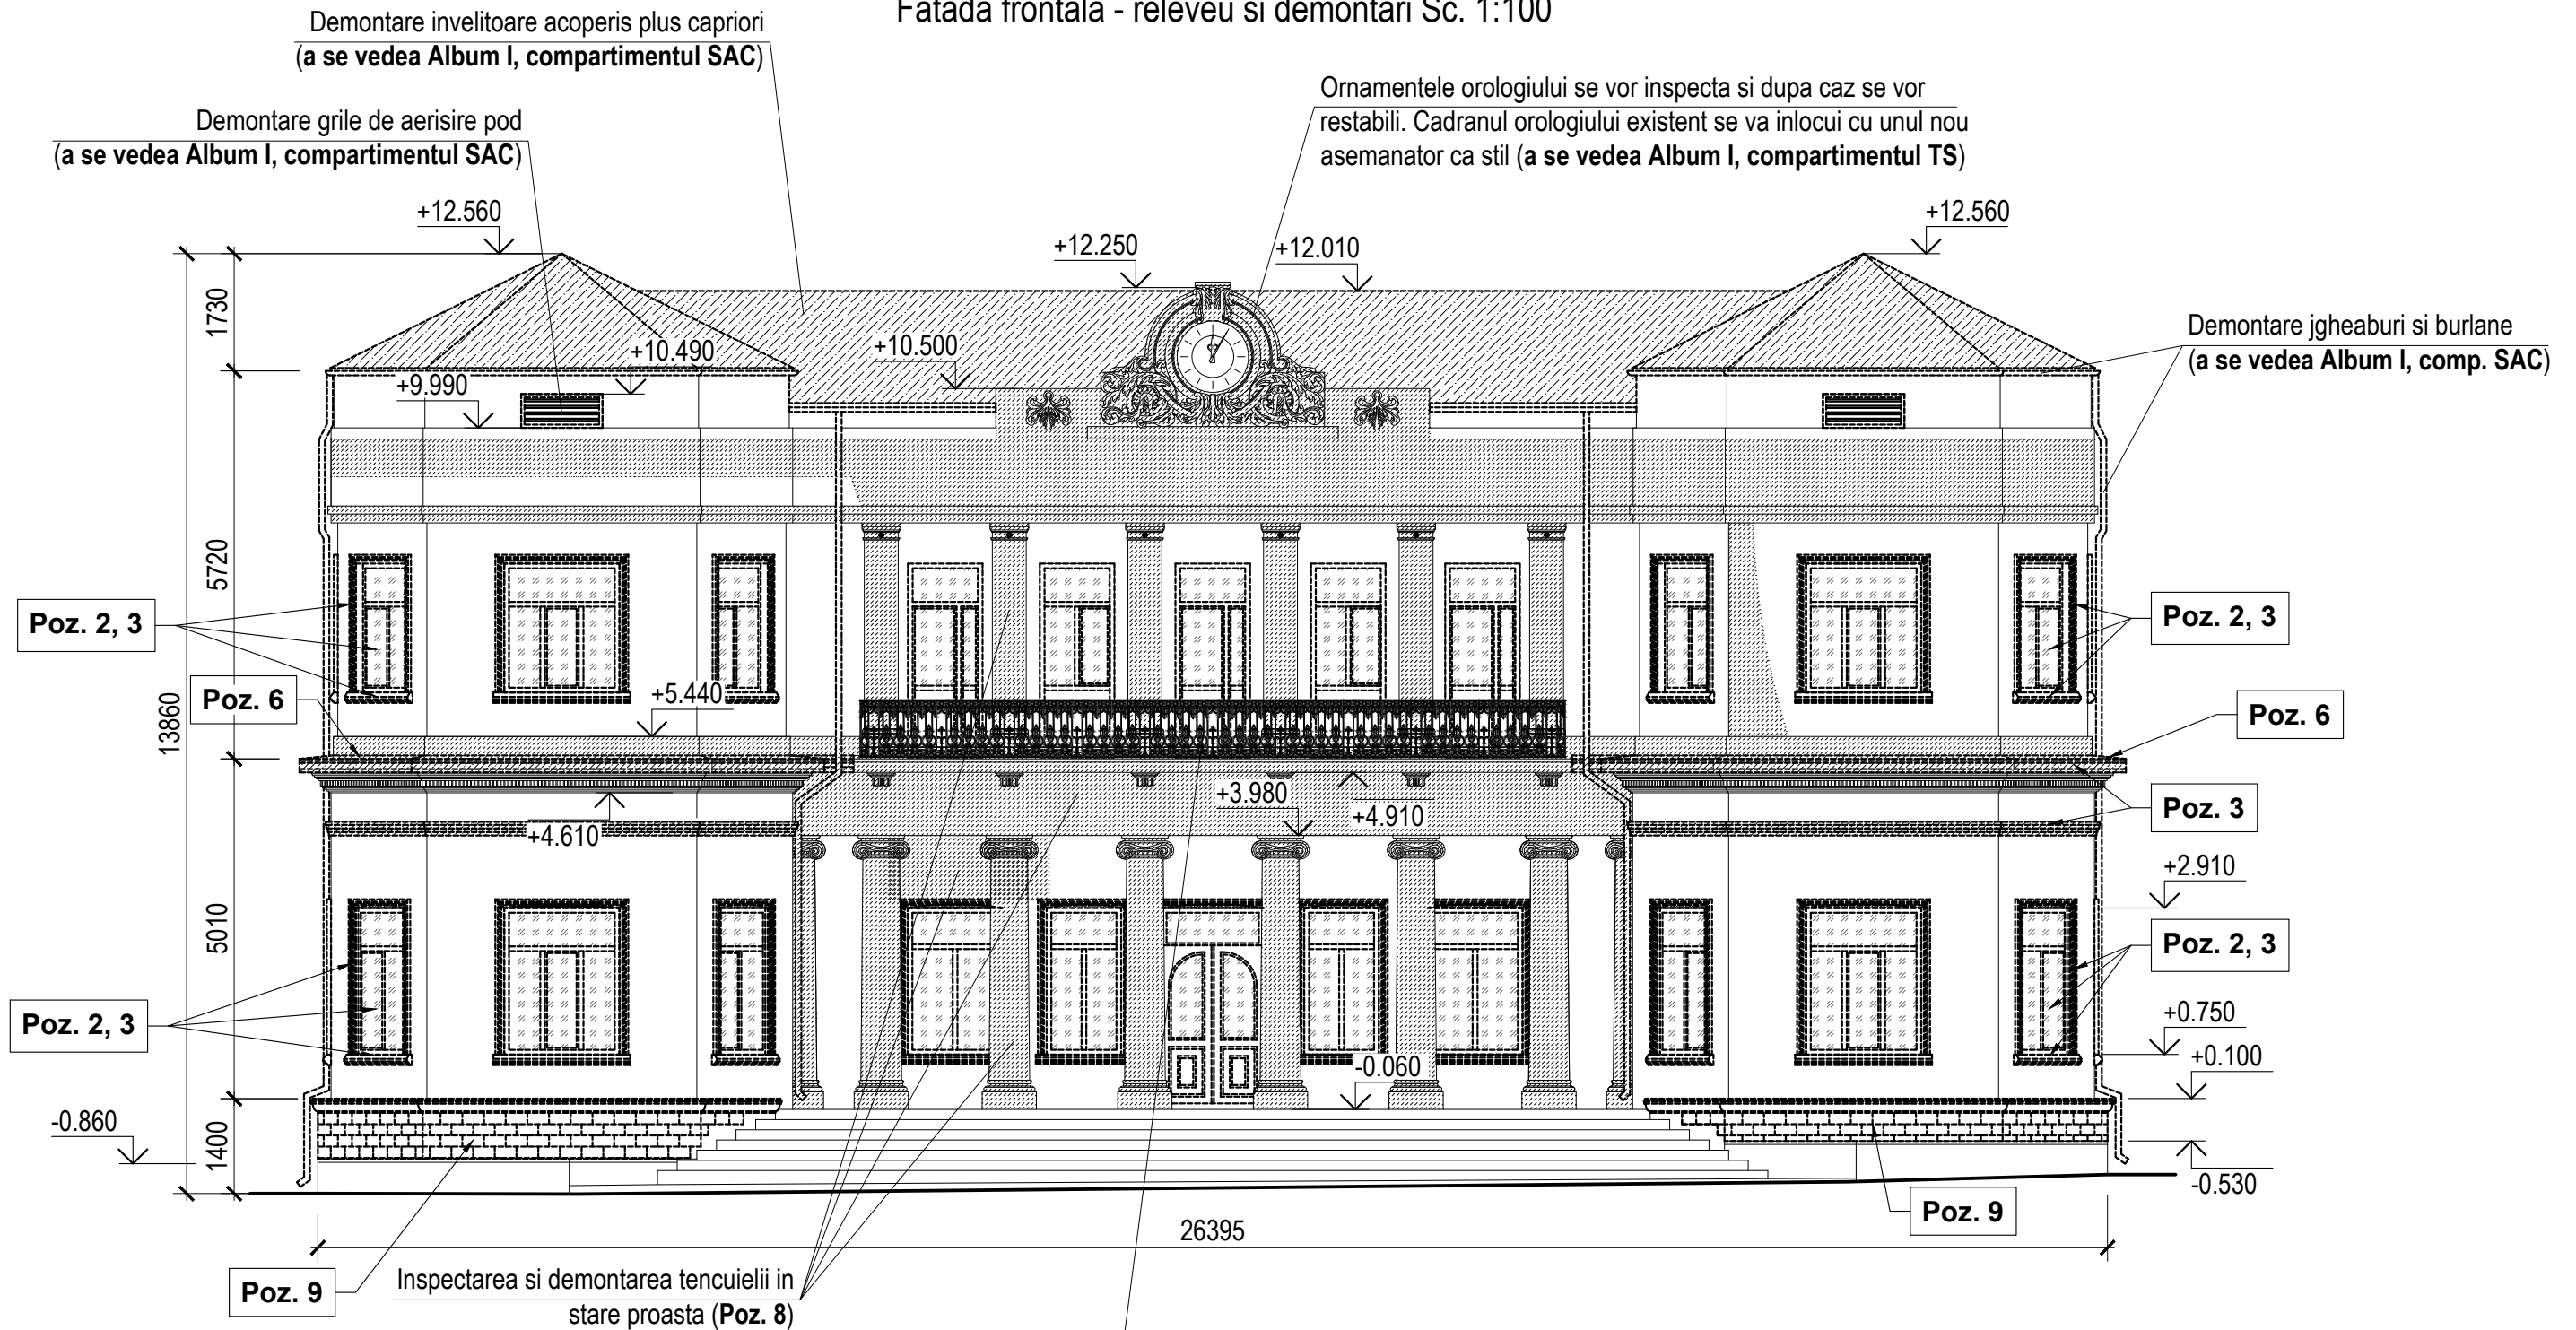 Fatada frontala - releveu si demontari Sc. 1:100
Demontare invelitoare acoperis plus capriori
(a se vedea Album I, compartimentul SAC)
Ornamentele orologiului se vor inspecta si dupa caz se vor
restabili. Cadranul orologiului existent se va inlocui cu unul nou
asemanator ca stil (a se vedea Album I, compartimentul TS)
Demontare grile de aerisire pod
(a se vedea Album I, compartimentul SAC)
+12.560
+12.250
+12.010
+12.560
1730
Demontare jgheaburi si burlane
(a se vedea Album I, comp. SAC)
+10.490
+10.500
+9.990
5720
Poz. 2, 3
Poz. 2, 3
13860
Poz. 6
+5.440
Poz. 6
+3.980
+4.910
Poz. 3
+4.610
+2.910
5010
Poz. 2, 3
Poz. 2, 3
+0.750
+0.100
-0.060
-0.860
1400
-0.530
Poz. 9
26395
Poz. 9
Inspectarea si demontarea tencuielii in
stare proasta (Poz. 8)